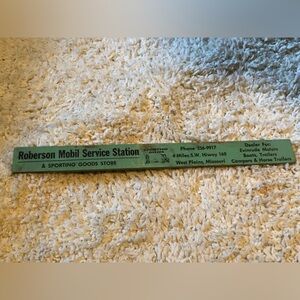 Roberson Mobil Service Station
& SPORTING GOODS STORE
Phone 256-9917
4 Miles S.W. Hiway 160
West Plains, Missouri
Dealer For:
Evinrude Motors
Boats, Trailers
Campers & Horse Trailers